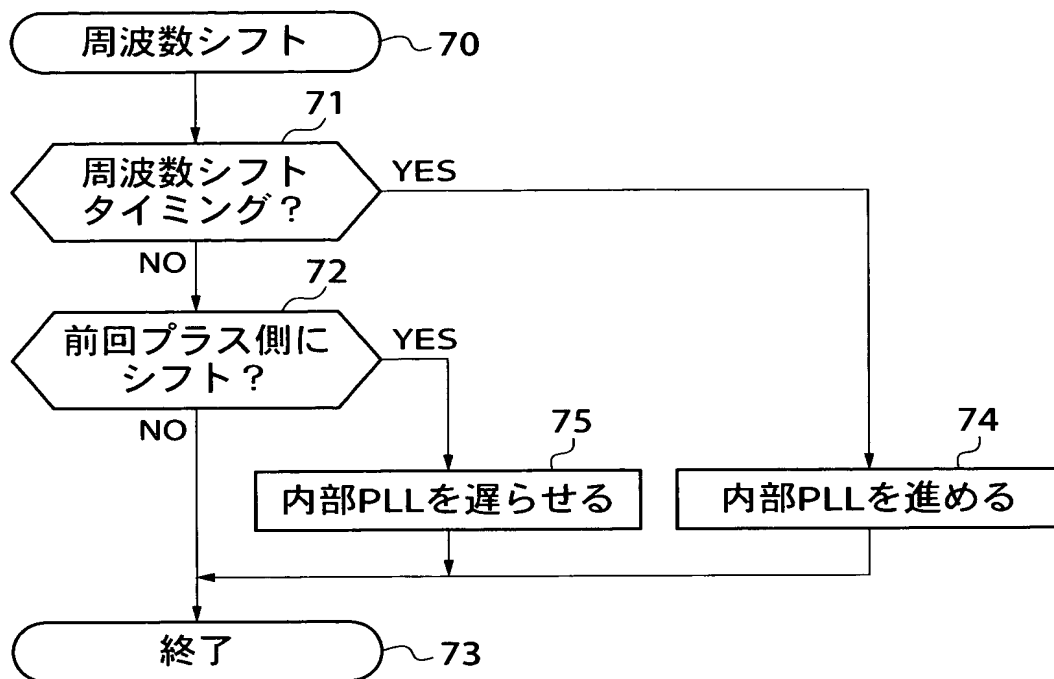 周波数シフト
70
71
周波数シフト
タイミング？
YES
NO
72
前回プラス側に
シフト？
YES
NO
75
内部PLLを遅らせる
74
内部PLLを進める
終了
73